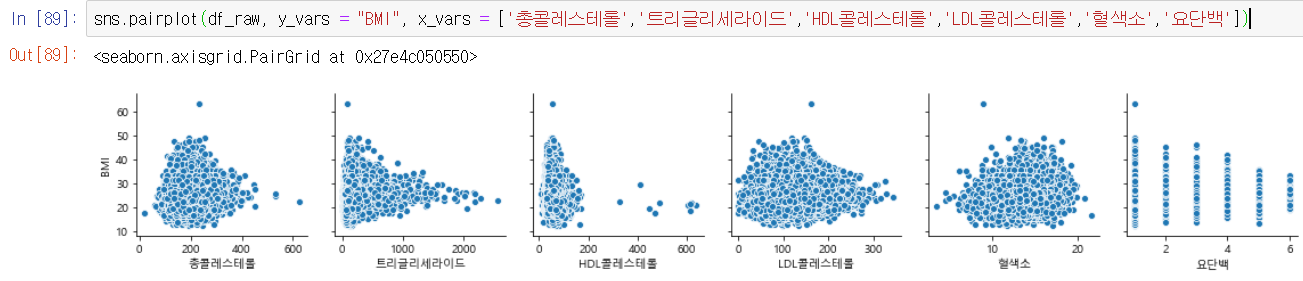 In [89]: sns.pairplot(df_raw, y_vars = "BMI", x_vars = ['총콜레스테롤','트리글리세라이드','HDL콜레스테롤','LDL콜레스테롤','혈색소','요단백'])
Out[89]: <seaborn.axisgrid.PairGrid at 0x27e4c050550>
60
50
40
30
20
10
BMI
0 200 400 600
0 1000 2000
0 200 400 600
0 100 200 300
10 20
2 4 6
총콜레스테롤 트리글리세라이드 HDL콜레스테롤 LDL콜레스테롤 혈색소 요단백